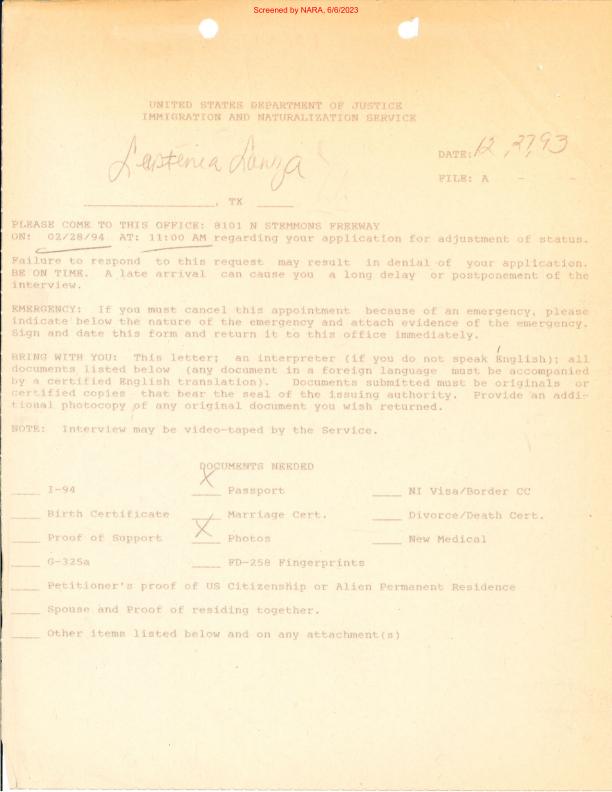 Screened by NARA, 6/6/2023
UNITED STATES DEPARTMENT OF JUSTICE
IMMIGRATION AND NATURALIZATION SERVICE
DATE: 12,27,93
FILE: A - -
____________________, TX _____
PLEASE COME TO THIS OFFICE: 8101 N STEMMONS FREEWAY
ON: 02/28/94 AT: 11:00 AM regarding your application for adjustment of status.
Failure to respond to this request may result in denial of your application.
BE ON TIME. A late arrival can cause you a long delay or postponement of the
interview.
EMERGENCY: If you must cancel this appointment because of an emergency, please
indicate below the nature of the emergency and attach evidence of the emergency.
Sign and date this form and return it to this office immediately.
BRING WITH YOU: This letter; an interpreter (if you do not speak English); all
documents listed below (any document in a foreign language must be accompanied
by a certified English translation). Documents submitted must be originals or
certified copies that bear the seal of the issuing authority. Provide an addi-
tional photocopy of any original document you wish returned.
NOTE: Interview may be video-taped by the Service.
DOCUMENTS NEEDED
____ I-94 X Passport ____ NI Visa/Border CC
____ Birth Certificate ____ Marriage Cert. ____ Divorce/Death Cert.
____ Proof of Support X Photos ____ New Medical
____ G-325a ____ FD-258 Fingerprints
____ Petitioner's proof of US Citizenship or Alien Permanent Residence
____ Spouse and Proof of residing together.
____ Other items listed below and on any attachment(s)